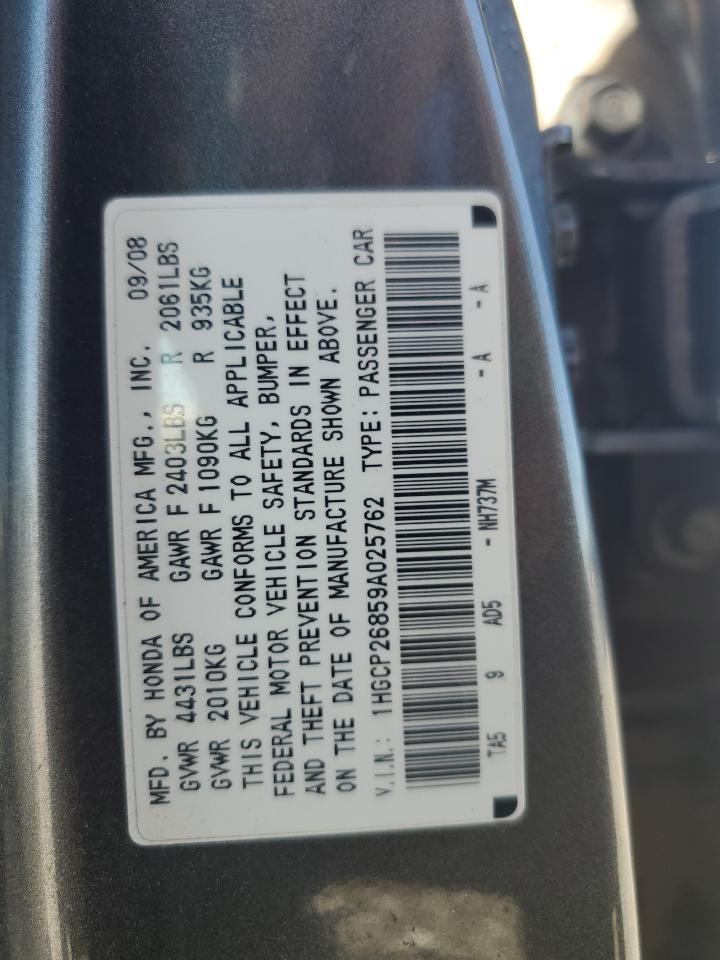 MFD. BY HONDA OF AMERICA MFG., INC. 09/08
GVWR 4431LBS GAWR F 2403LBS R 2061LBS
GVWR 2010KG GAWR F 1090KG R 935KG
THIS VEHICLE CONFORMS TO ALL APPLICABLE
FEDERAL MOTOR VEHICLE SAFETY, BUMPER,
AND THEFT PREVENTION STANDARDS IN EFFECT
ON THE DATE OF MANUFACTURE SHOWN ABOVE.
V.I.N.: 1HGCP26859A025762 TYPE: PASSENGER CAR
TA5 9 AD5 - NH737M - A - A